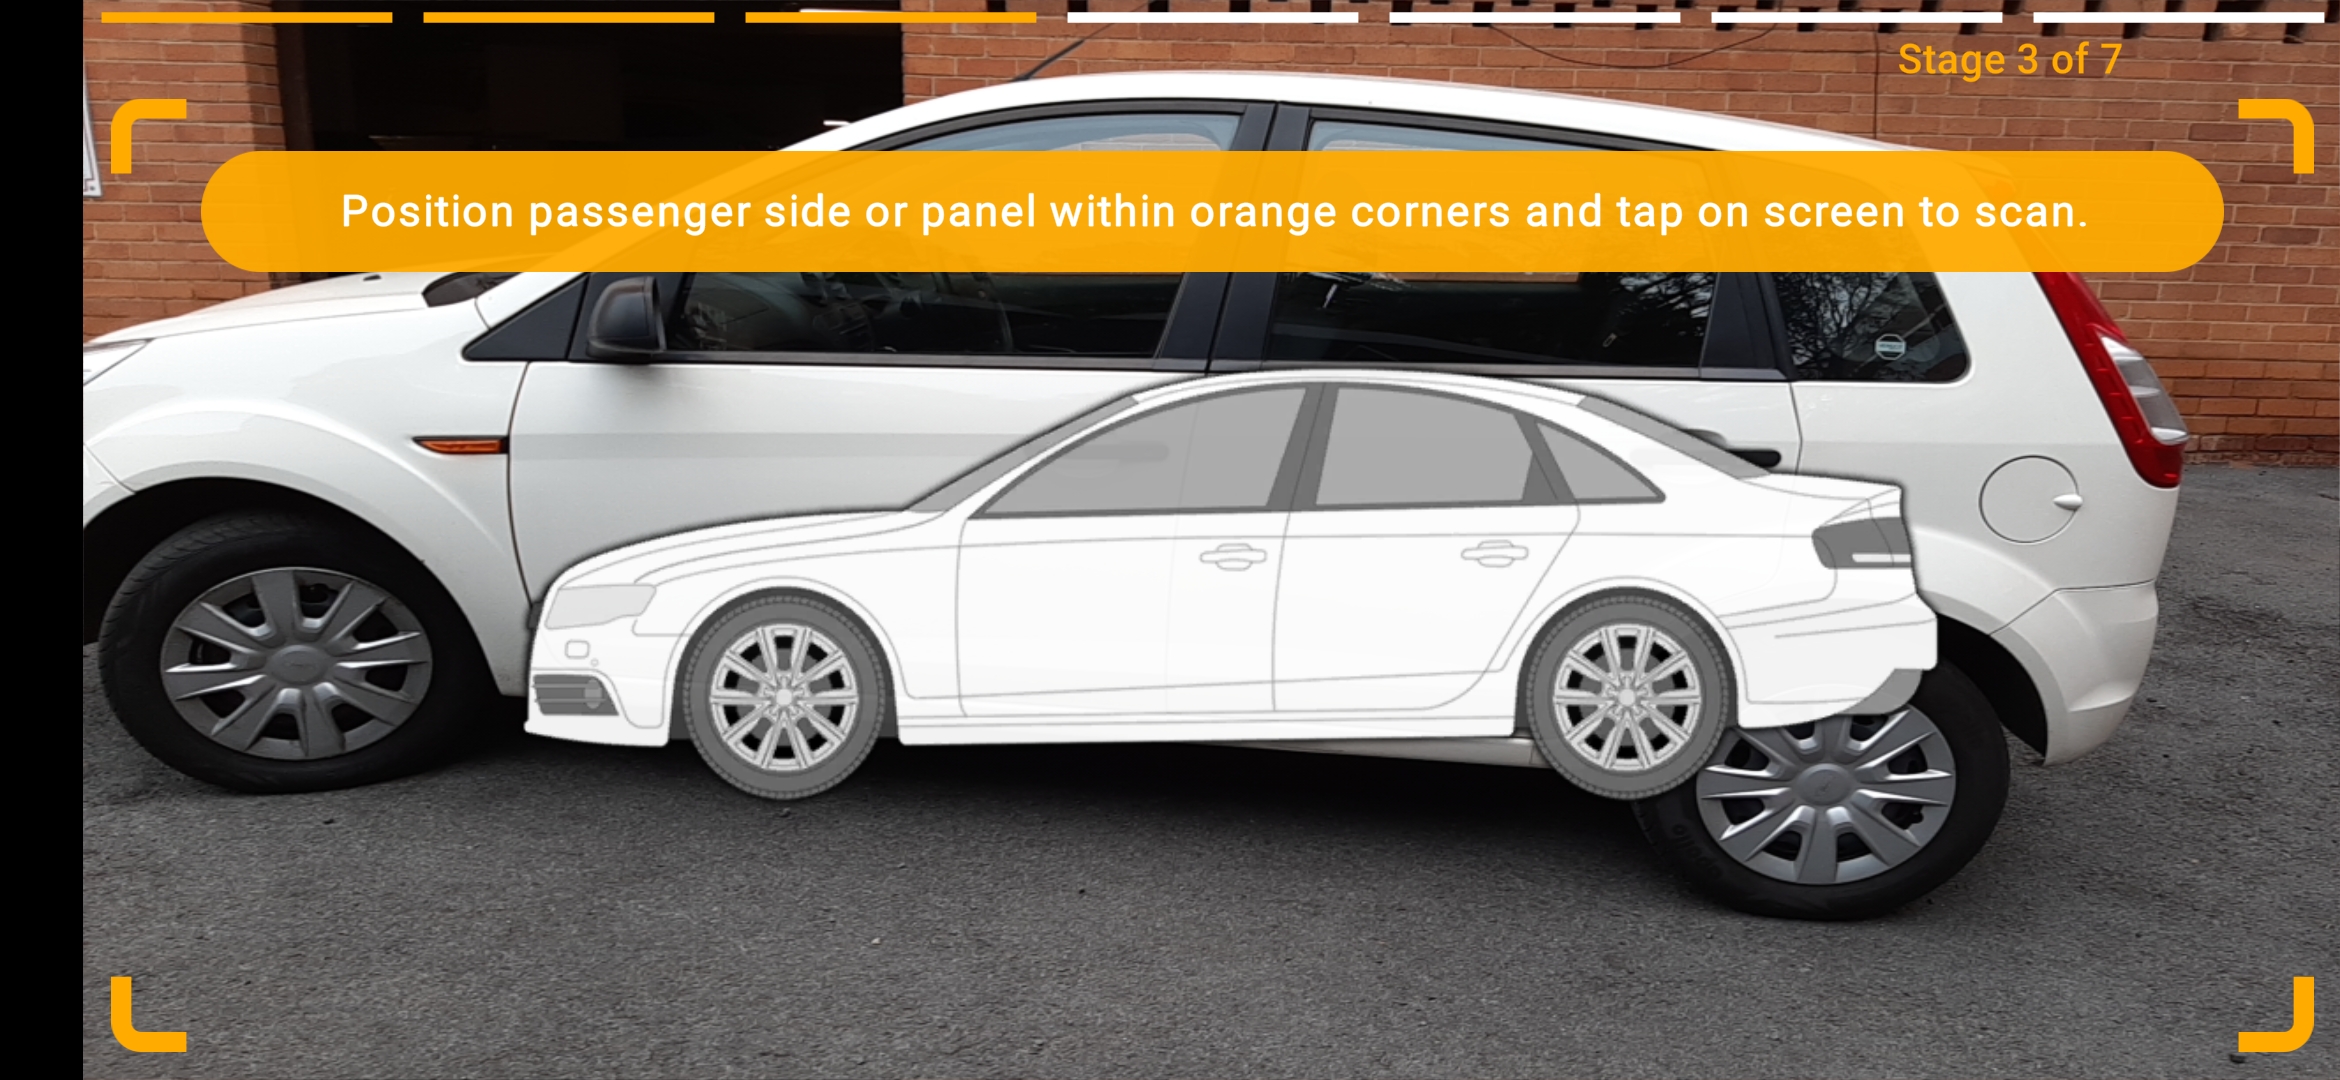 Stage 3 of 7
Position passenger side or panel within orange corners and tap on screen to scan.